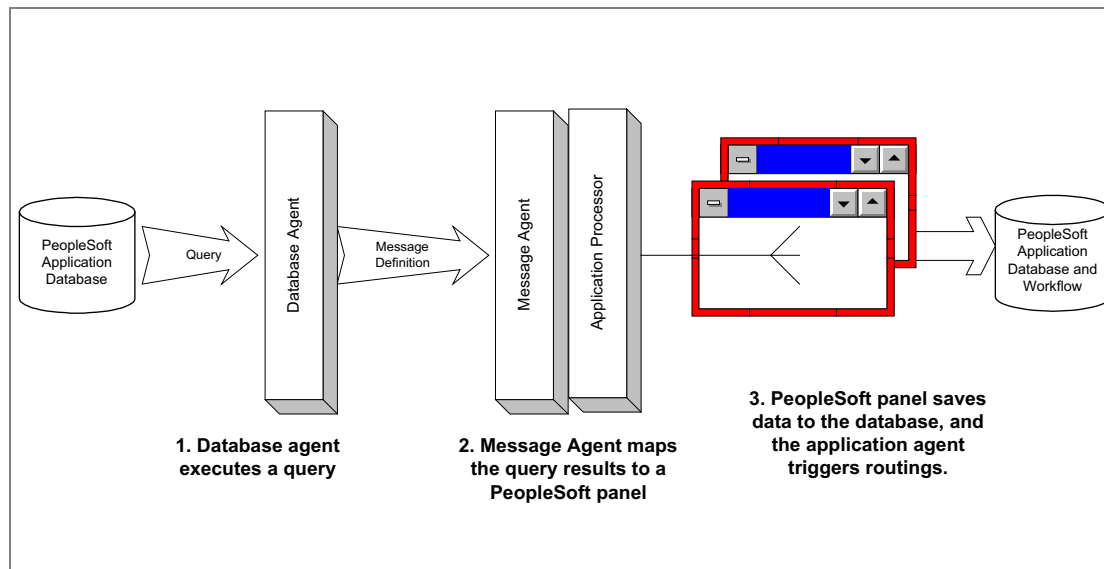 PeopleSoft
Application
Database
Query
Database Agent
Message
Definition
Message Agent
Application Processor
PeopleSoft
Application
Database and
Workflow
1. Database agent
executes a query
2. Message Agent maps
the query results to a
PeopleSoft panel
3. PeopleSoft panel saves
data to the database, and
the application agent
triggers routings.